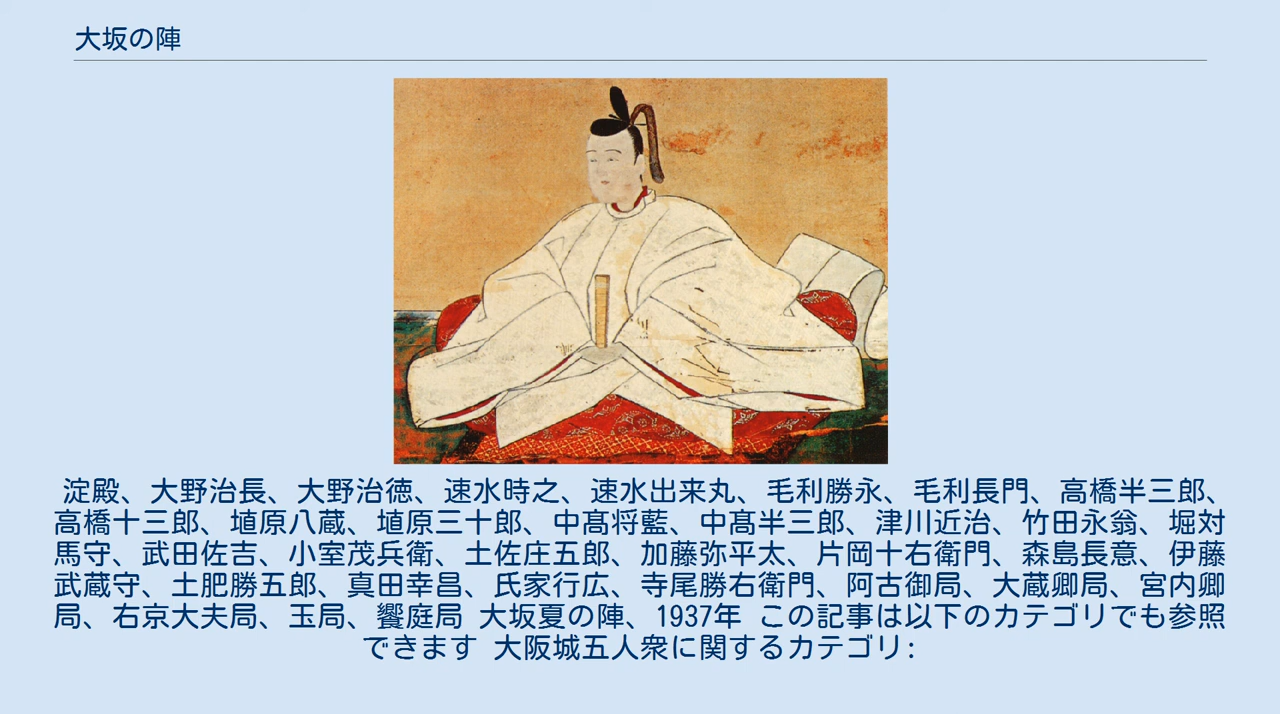 大坂の陣
淀殿、大野治長、大野治徳、速水時之、速水出来丸、毛利勝永、毛利長門、高橋半三郎、
高橋十三郎、埴原八蔵、埴原三十郎、中髙将藍、中髙半三郎、津川近治、竹田永翁、堀対
馬守、武田佐吉、小室茂兵衛、土佐庄五郎、加藤弥平太、片岡十右衛門、森島長意、伊藤
武蔵守、土肥勝五郎、真田幸昌、氏家行広、寺尾勝右衛門、阿古御局、大蔵卿局、宮内卿
局、右京大夫局、玉局、饗庭局 大坂夏の陣、1937年 この記事は以下のカテゴリでも参照
できます 大阪城五人衆に関するカテゴリ: